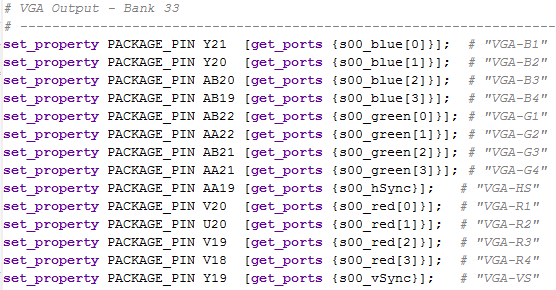 # VGA Output - Bank 33
# -----------------------------------------------------------------
set_property PACKAGE_PIN Y21  [get_ports {s00_blue[0]}];  # "VGA-B1"
set_property PACKAGE_PIN Y20  [get_ports {s00_blue[1]}];  # "VGA-B2"
set_property PACKAGE_PIN AB20 [get_ports {s00_blue[2]}];  # "VGA-B3"
set_property PACKAGE_PIN AB19 [get_ports {s00_blue[3]}];  # "VGA-B4"
set_property PACKAGE_PIN AB22 [get_ports {s00_green[0]}]; # "VGA-G1"
set_property PACKAGE_PIN AA22 [get_ports {s00_green[1]}]; # "VGA-G2"
set_property PACKAGE_PIN AB21 [get_ports {s00_green[2]}]; # "VGA-G3"
set_property PACKAGE_PIN AA21 [get_ports {s00_green[3]}]; # "VGA-G4"
set_property PACKAGE_PIN AA19 [get_ports {s00_hSync}];   # "VGA-HS"
set_property PACKAGE_PIN V20  [get_ports {s00_red[0]}];  # "VGA-R1"
set_property PACKAGE_PIN U20  [get_ports {s00_red[1]}];  # "VGA-R2"
set_property PACKAGE_PIN V19  [get_ports {s00_red[2]}];  # "VGA-R3"
set_property PACKAGE_PIN V18  [get_ports {s00_red[3]}];  # "VGA-R4"
set_property PACKAGE_PIN Y19  [get_ports {s00_vSync}];   # "VGA-VS"